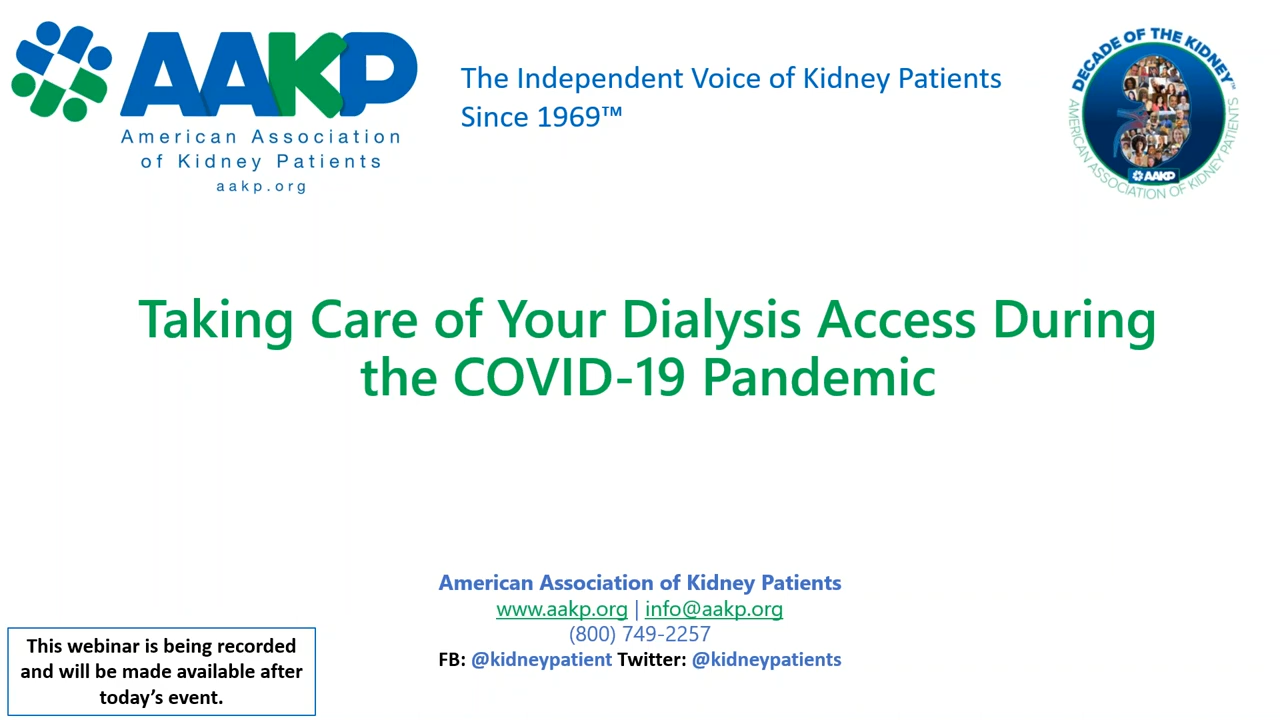 AAKP
American Association
of Kidney Patients
aakp.org
The Independent Voice of Kidney Patients
Since 1969™
DECADE OF THE KIDNEY™
AMERICAN ASSOCIATION OF KIDNEY PATIENTS
AAKP
Taking Care of Your Dialysis Access During
the COVID-19 Pandemic
American Association of Kidney Patients
www.aakp.org | info@aakp.org
(800) 749-2257
FB: @kidneypatient Twitter: @kidneypatients
This webinar is being recorded
and will be made available after
today's event.